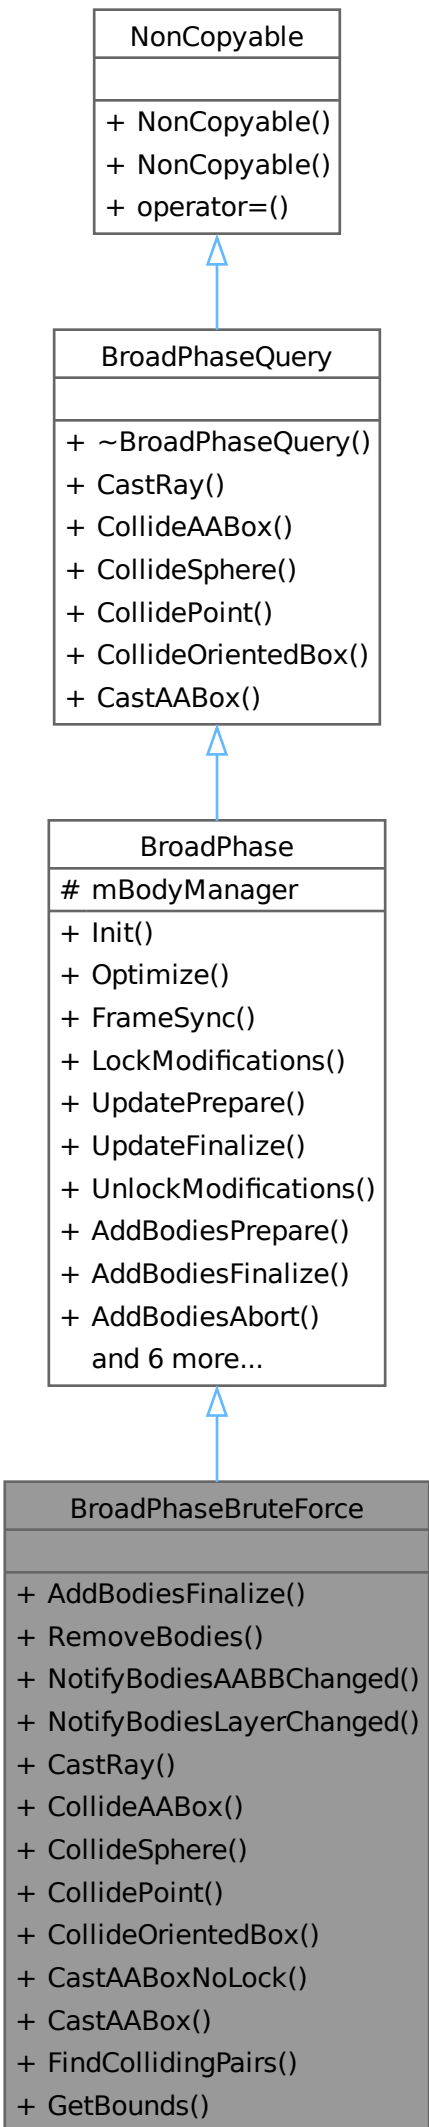 NonCopyable
+ NonCopyable()
+ NonCopyable()
+ operator=()
BroadPhaseQuery
+ ~BroadPhaseQuery()
+ CastRay()
+ CollideAABox()
+ CollideSphere()
+ CollidePoint()
+ CollideOrientedBox()
+ CastAABox()
BroadPhase
# mBodyManager
+ Init()
+ Optimize()
+ FrameSync()
+ LockModifications()
+ UpdatePrepare()
+ UpdateFinalize()
+ UnlockModifications()
+ AddBodiesPrepare()
+ AddBodiesFinalize()
+ AddBodiesAbort()
and 6 more...
BroadPhaseBruteForce
+ AddBodiesFinalize()
+ RemoveBodies()
+ NotifyBodiesAABBChanged()
+ NotifyBodiesLayerChanged()
+ CastRay()
+ CollideAABox()
+ CollideSphere()
+ CollidePoint()
+ CollideOrientedBox()
+ CastAABoxNoLock()
+ CastAABox()
+ FindCollidingPairs()
+ GetBounds()